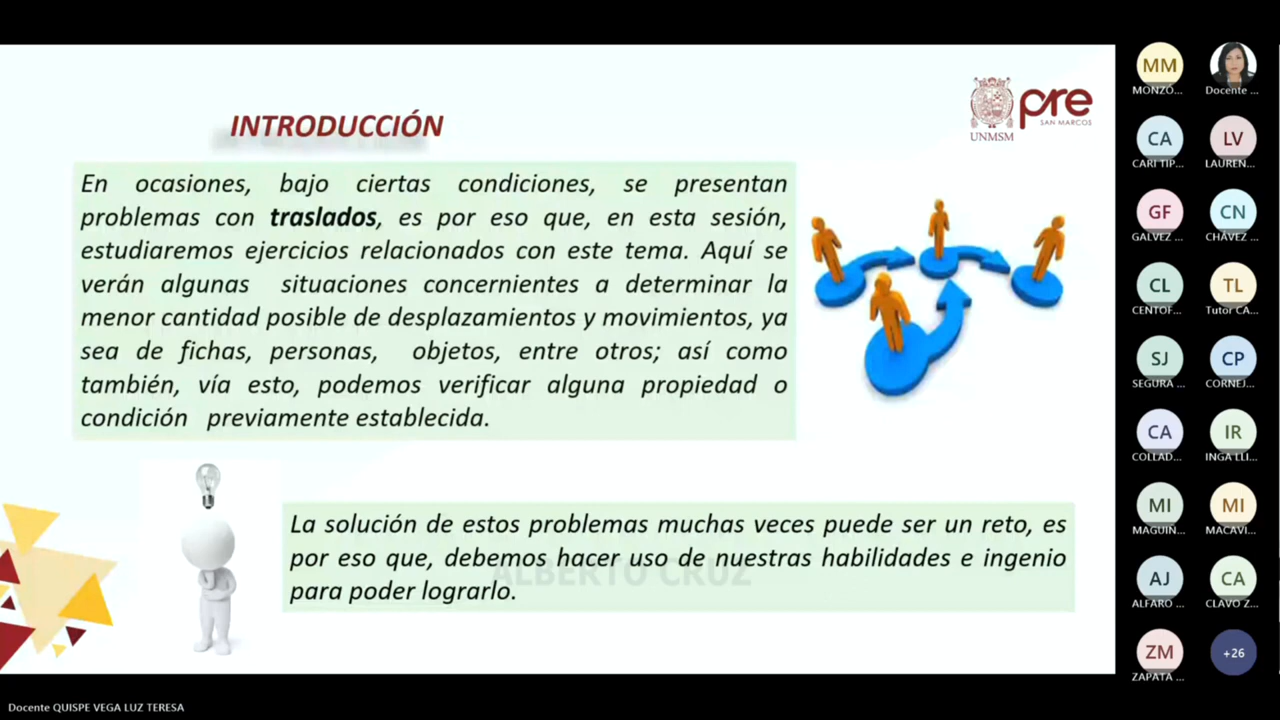 INTRODUCCIÓN
UNMSM
pre
SAN MARCOS
En ocasiones, bajo ciertas condiciones, se presentan
problemas con traslados, es por eso que, en esta sesión,
estudiaremos ejercicios relacionados con este tema. Aquí se
verán algunas situaciones concernientes a determinar la
menor cantidad posible de desplazamientos y movimientos, ya
sea de fichas, personas, objetos, entre otros; así como
también, vía esto, podemos verificar alguna propiedad o
condición previamente establecida.
La solución de estos problemas muchas veces puede ser un reto, es
por eso que, debemos hacer uso de nuestras habilidades e ingenio
para poder lograrlo.
ALBERTO CRUZ
MM
MONZO...
Docente ...
CA
CARI TIP...
LV
LAUREN...
GF
GALVEZ ...
CN
CHÁVEZ ...
CL
CENTOF...
TL
Tutor CA...
SJ
SEGURA ...
CP
CORNEJ...
CA
COLLAD...
IR
INGA LLI...
MI
MAGUIÑ...
MI
MACAVI...
AJ
ALFARO ...
CA
CLAVO Z...
ZM
ZAPATA ...
+26
Docente QUISPE VEGA LUZ TERESA